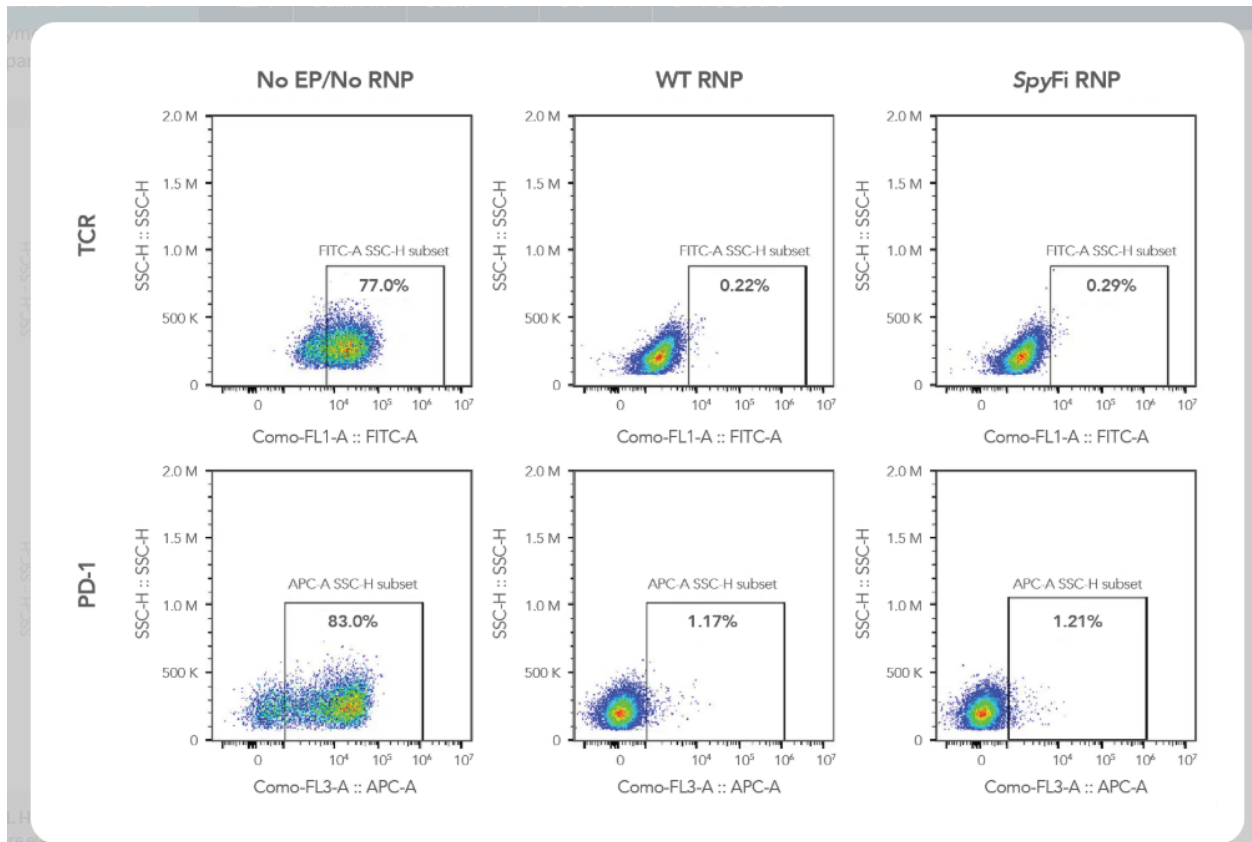 No EP/No RNP
WT RNP
SpyFi RNP
TCR
2.0 M
1.5 M
1.0 M
500 K
0
SSC-H :: SSC-H
FITC-A SSC-H subset
77.0%
0 10⁴ 10⁵ 10⁶ 10⁷
Como-FL1-A :: FITC-A
2.0 M
1.5 M
1.0 M
500 K
0
SSC-H :: SSC-H
FITC-A SSC-H subset
0.22%
0 10⁴ 10⁵ 10⁶ 10⁷
Como-FL1-A :: FITC-A
2.0 M
1.5 M
1.0 M
500 K
0
SSC-H :: SSC-H
FITC-A SSC-H subset
0.29%
0 10⁴ 10⁵ 10⁶ 10⁷
Como-FL1-A :: FITC-A
PD-1
2.0 M
1.5 M
1.0 M
500 K
0
SSC-H :: SSC-H
APC-A SSC-H subset
83.0%
0 10⁴ 10⁵ 10⁶ 10⁷
Como-FL3-A :: APC-A
2.0 M
1.5 M
1.0 M
500 K
0
SSC-H :: SSC-H
APC-A SSC-H subset
1.17%
0 10⁴ 10⁵ 10⁶ 10⁷
Como-FL3-A :: APC-A
2.0 M
1.5 M
1.0 M
500 K
0
SSC-H :: SSC-H
APC-A SSC-H subset
1.21%
0 10⁴ 10⁵ 10⁶ 10⁷
Como-FL3-A :: APC-A
SSC-H :: SSC-H
SSC-H :: SSC-H